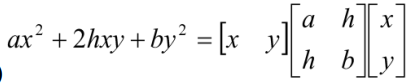 ax² + 2hxy + by² = [x y] [a h; h b] [x; y]